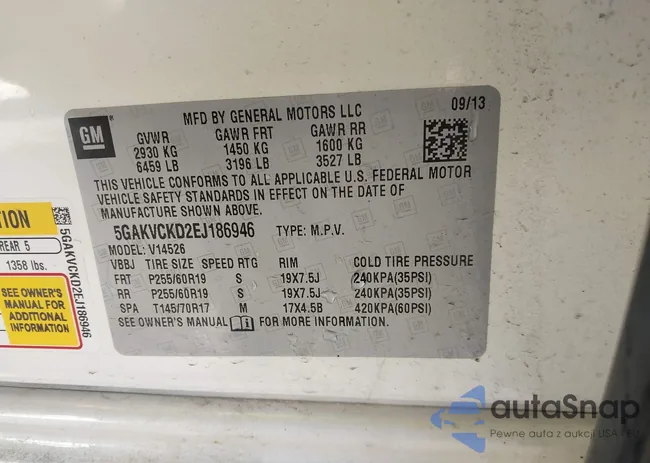 MFD BY GENERAL MOTORS LLC
09/13
GM
GVWR GAWR FRT GAWR RR
2930 KG 1450 KG 1600 KG
6459 LB 3196 LB 3527 LB
THIS VEHICLE CONFORMS TO ALL APPLICABLE U.S. FEDERAL MOTOR
VEHICLE SAFETY STANDARDS IN EFFECT ON THE DATE OF
MANUFACTURE SHOWN ABOVE.
5GAKVCKD2EJ186946 TYPE: M.P.V.
MODEL: V14526
VBBJ TIRE SIZE SPEED RTG RIM COLD TIRE PRESSURE
FRT P255/60R19 S 19X7.5J 240KPA(35PSI)
RR P255/60R19 S 19X7.5J 240KPA(35PSI)
SPA T145/70R17 M 17X4.5B 420KPA(60PSI)
SEE OWNER'S MANUAL FOR MORE INFORMATION.
REAR 5
1358 lbs.
SEE OWNER'S
MANUAL FOR
ADDITIONAL
INFORMATION
5GAKVCKD2EJ186946
autaSnap
Pewne auta z aukcji USA i EU